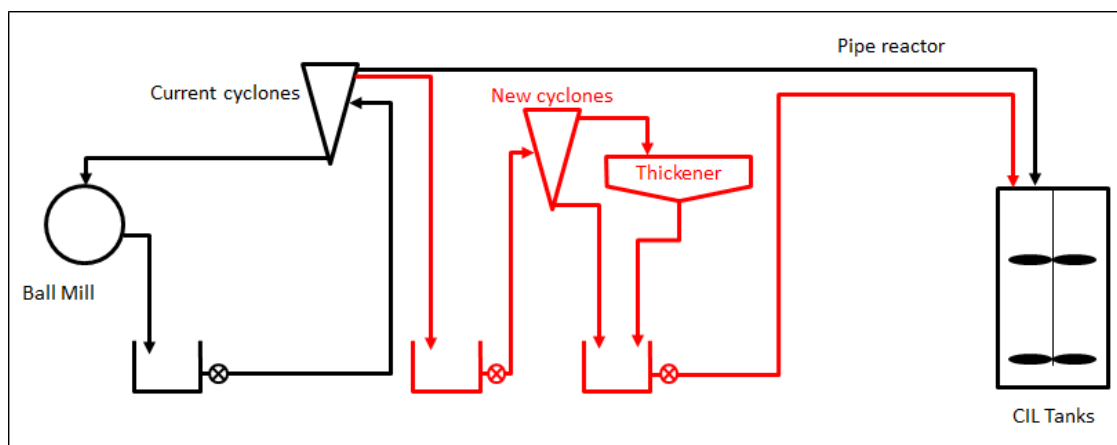 Pipe reactor
Current cyclones
New cyclones
Thickener
Ball Mill
CIL Tanks